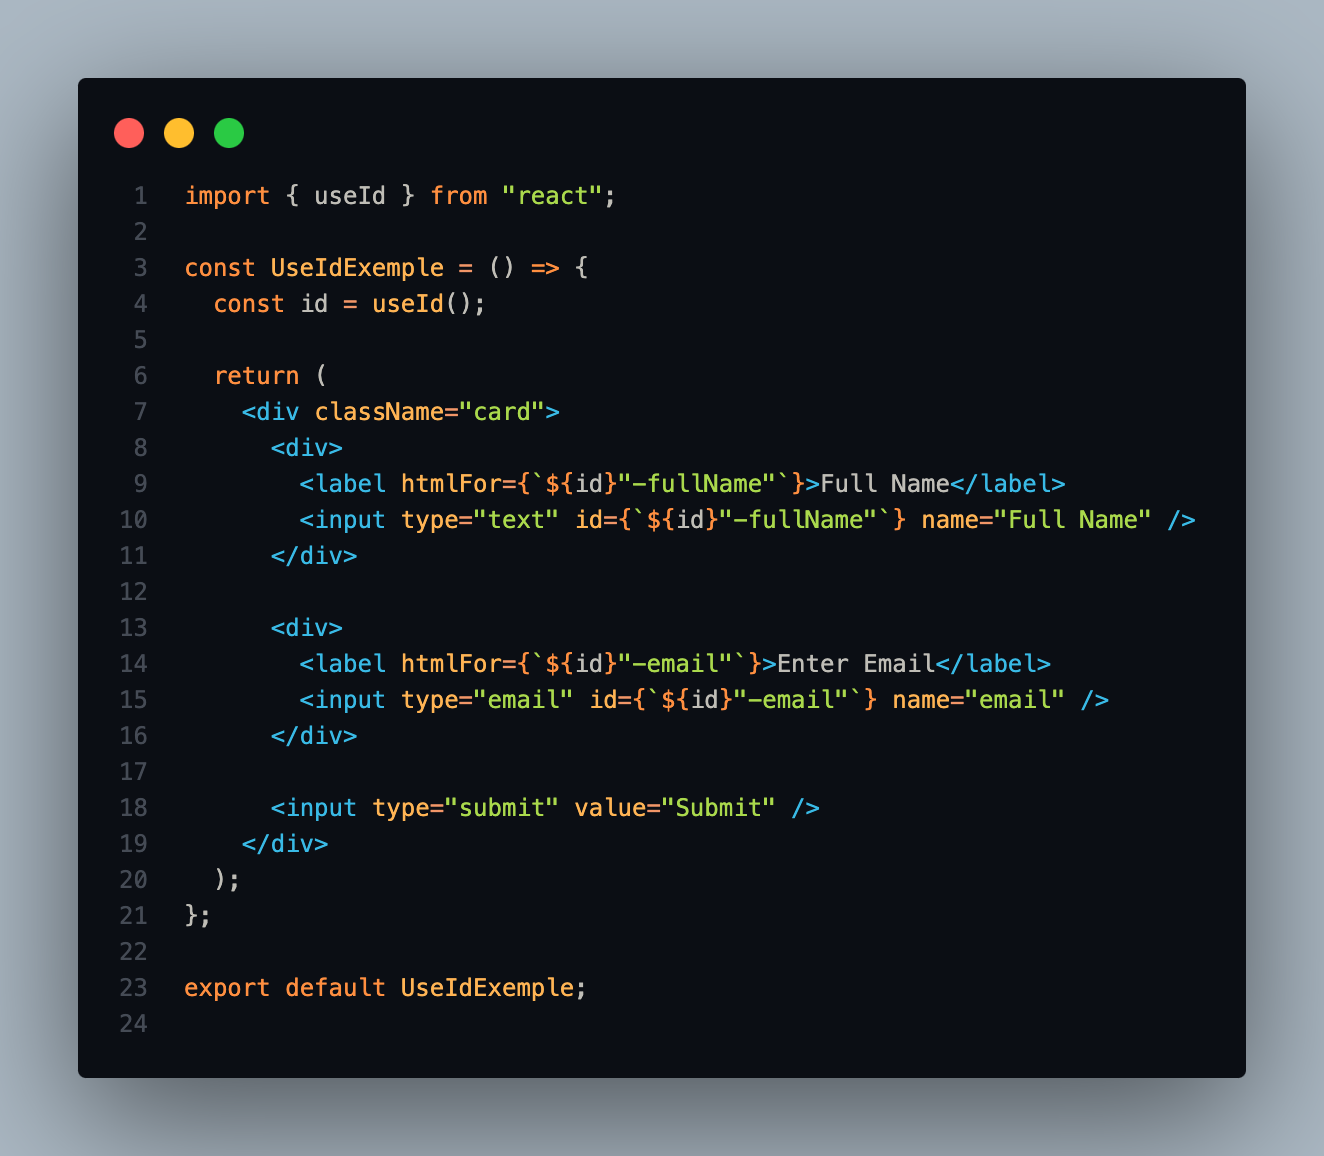 1 import { useId } from "react";
2
3 const UseIdExemple = () => {
4   const id = useId();
5
6   return (
7     <div className="card">
8       <div>
9         <label htmlFor={`${id}"-fullName"`}>Full Name</label>
10         <input type="text" id={`${id}"-fullName"`} name="Full Name" />
11       </div>
12
13       <div>
14         <label htmlFor={`${id}"-email"`}>Enter Email</label>
15         <input type="email" id={`${id}"-email"`} name="email" />
16       </div>
17
18       <input type="submit" value="Submit" />
19     </div>
20   );
21 };
22
23 export default UseIdExemple;
24